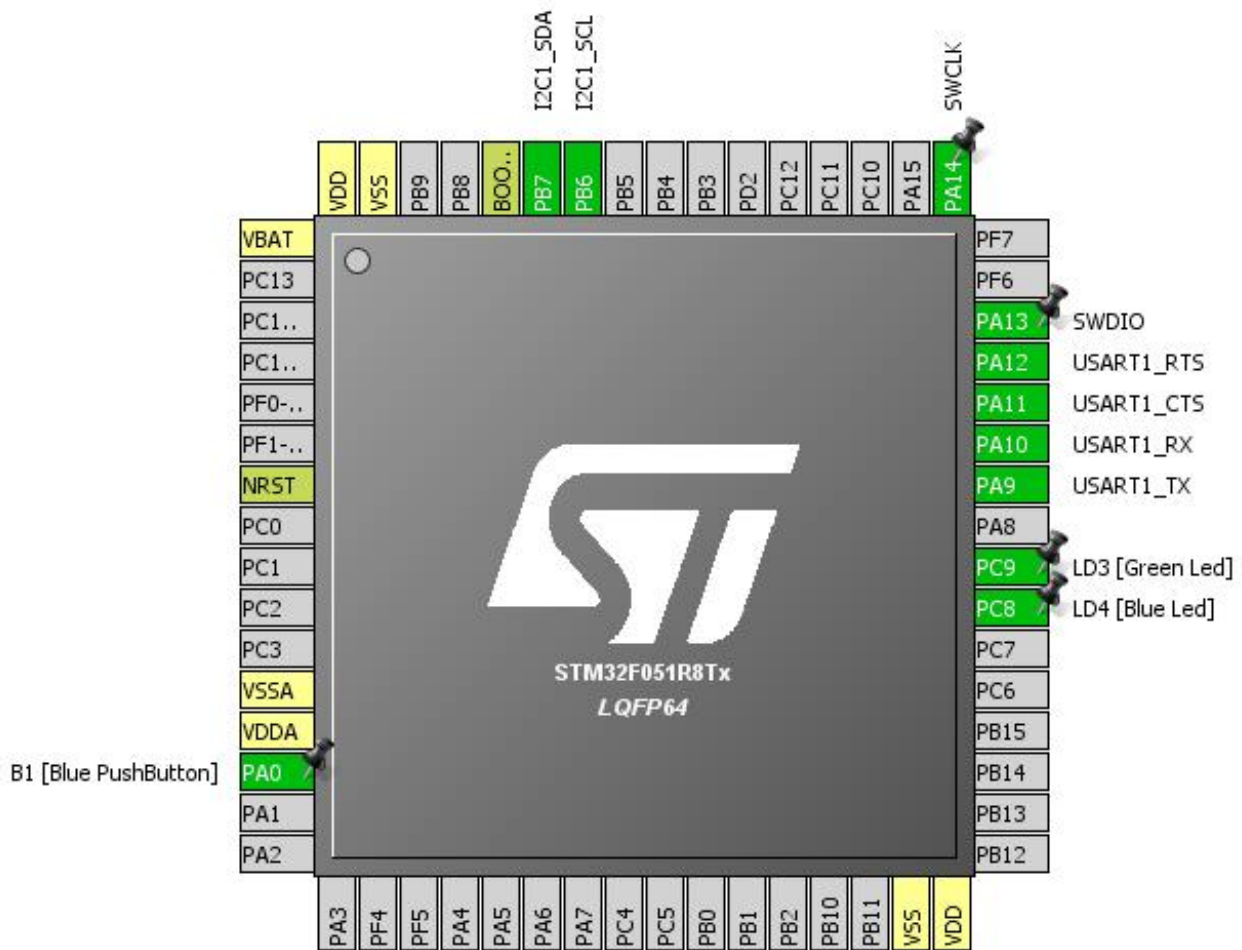 I2C1_SDA
I2C1_SCL
SWCLK
VDD
VSS
PB9
PB8
BOO..
PB7
PB6
PB5
PB4
PB3
PD2
PC12
PC11
PC10
PA15
PA14
VBAT
PF7
PC13
PF6
PC1..
PA13 SWDIO
PC1..
PA12 USART1_RTS
PF0-..
PA11 USART1_CTS
PF1-..
PA10 USART1_RX
NRST
PA9 USART1_TX
PC0
PA8
PC1
PC9 LD3 [Green Led]
PC2
PC8 LD4 [Blue Led]
PC3
PC7
VSSA
PC6
VDDA
PB15
B1 [Blue PushButton] PA0
PB14
PA1
PB13
PA2
PB12
ST
STM32F051R8Tx
LQFP64
PA3
PF4
PF5
PA4
PA5
PA6
PA7
PC4
PC5
PB0
PB1
PB2
PB10
PB11
VSS
VDD